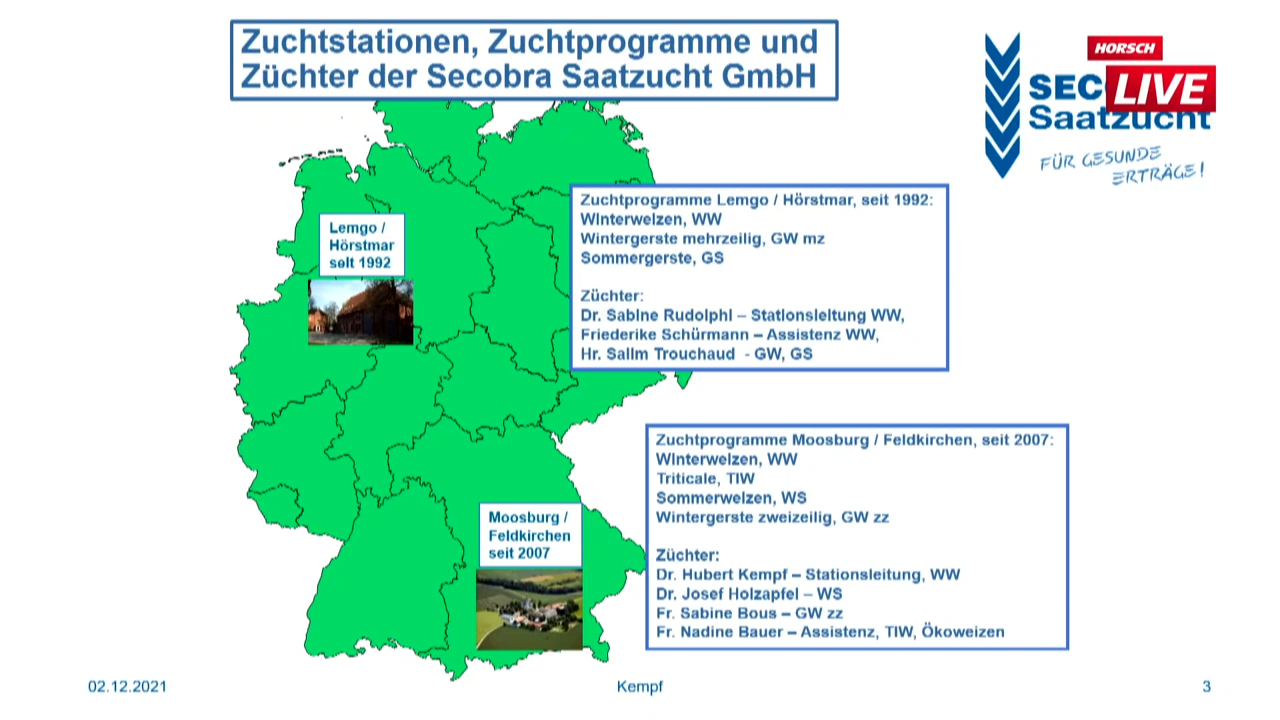 Zuchtstationen, Zuchtprogramme und
Züchter der Secobra Saatzucht GmbH
HORSCH
LIVE
SEC
Saatzucht
FÜR GESUNDE
ERTRÄGE!
Lemgo /
Hörstmar
seit 1992
Zuchtprogramme Lemgo / Hörstmar, seit 1992:
Winterweizen, WW
Wintergerste mehrzeilig, GW mz
Sommergerste, GS
Züchter:
Dr. Sabine Rudolphi – Stationsleitung WW,
Friederike Schürmann – Assistenz WW,
Hr. Salim Trouchaud - GW, GS
Zuchtprogramme Moosburg / Feldkirchen, seit 2007:
Winterweizen, WW
Triticale, TIW
Sommerweizen, WS
Wintergerste zweizeilig, GW zz
Züchter:
Dr. Hubert Kempf – Stationsleitung, WW
Dr. Josef Holzapfel – WS
Fr. Sabine Bous – GW zz
Fr. Nadine Bauer – Assistenz, TIW, Ökoweizen
Moosburg /
Feldkirchen
seit 2007
02.12.2021
Kempf
3